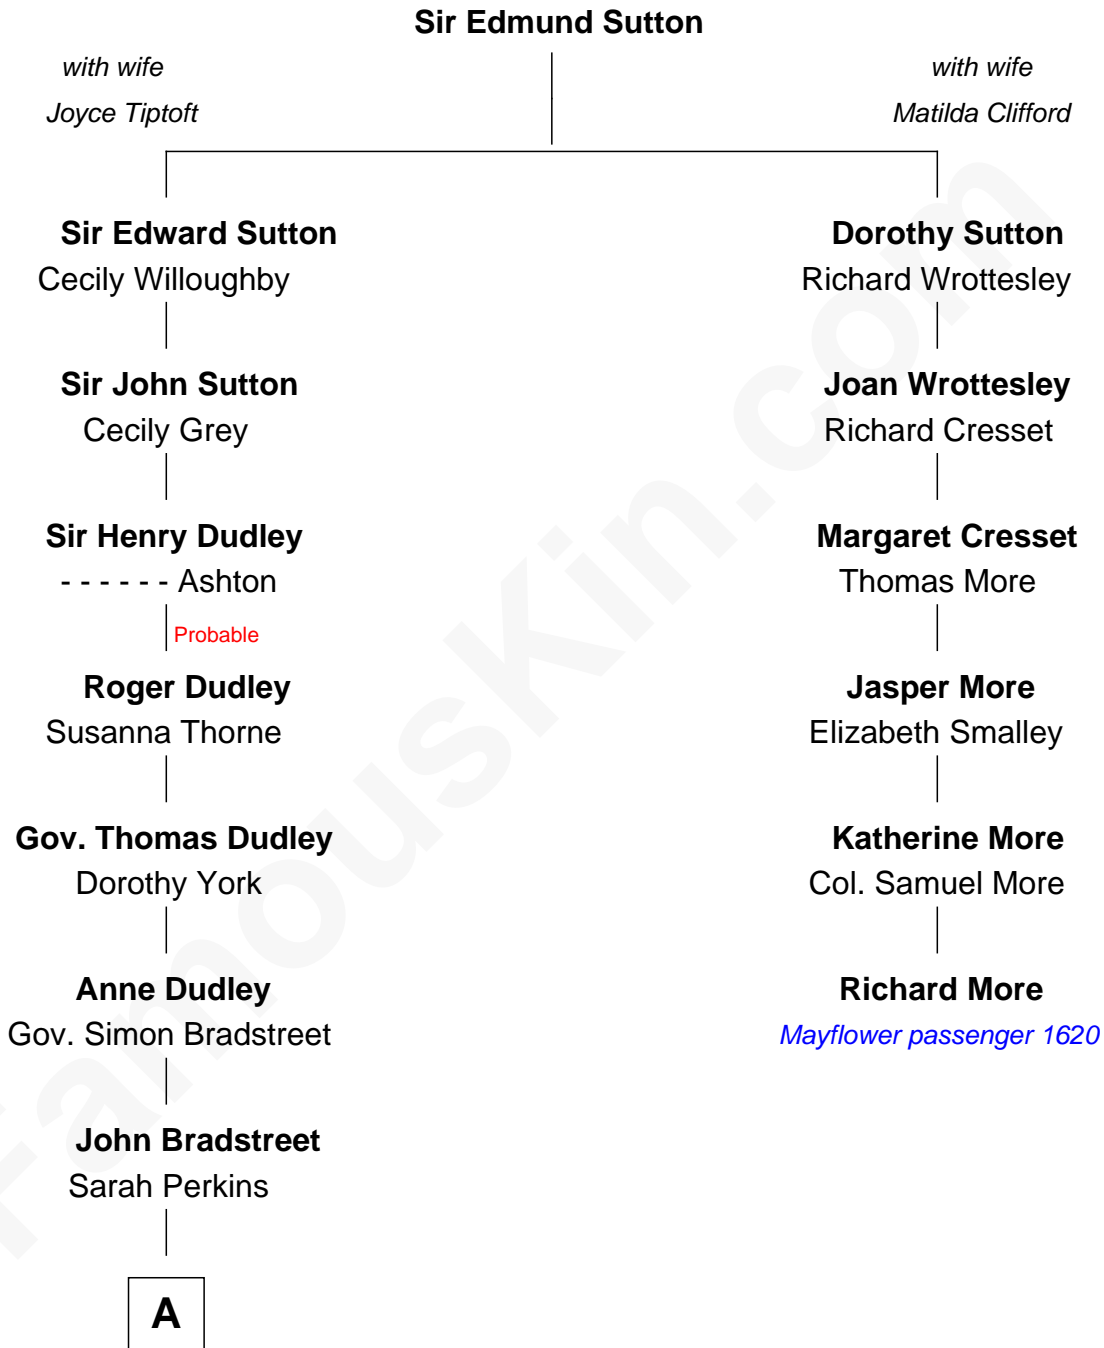 Sir Edmund Sutton
with wife
Joyce Tiptoft
with wife
Matilda Clifford
Sir Edward Sutton
Cecily Willoughby
Dorothy Sutton
Richard Wrottesley
Sir John Sutton
Cecily Grey
Joan Wrottesley
Richard Cresset
Sir Henry Dudley
- - - - - - Ashton
Probable
Margaret Cresset
Thomas More
Roger Dudley
Susanna Thorne
Jasper More
Elizabeth Smalley
Gov. Thomas Dudley
Dorothy York
Katherine More
Col. Samuel More
Anne Dudley
Gov. Simon Bradstreet
Richard More
Mayflower passenger 1620
John Bradstreet
Sarah Perkins
A
FamousKin.com